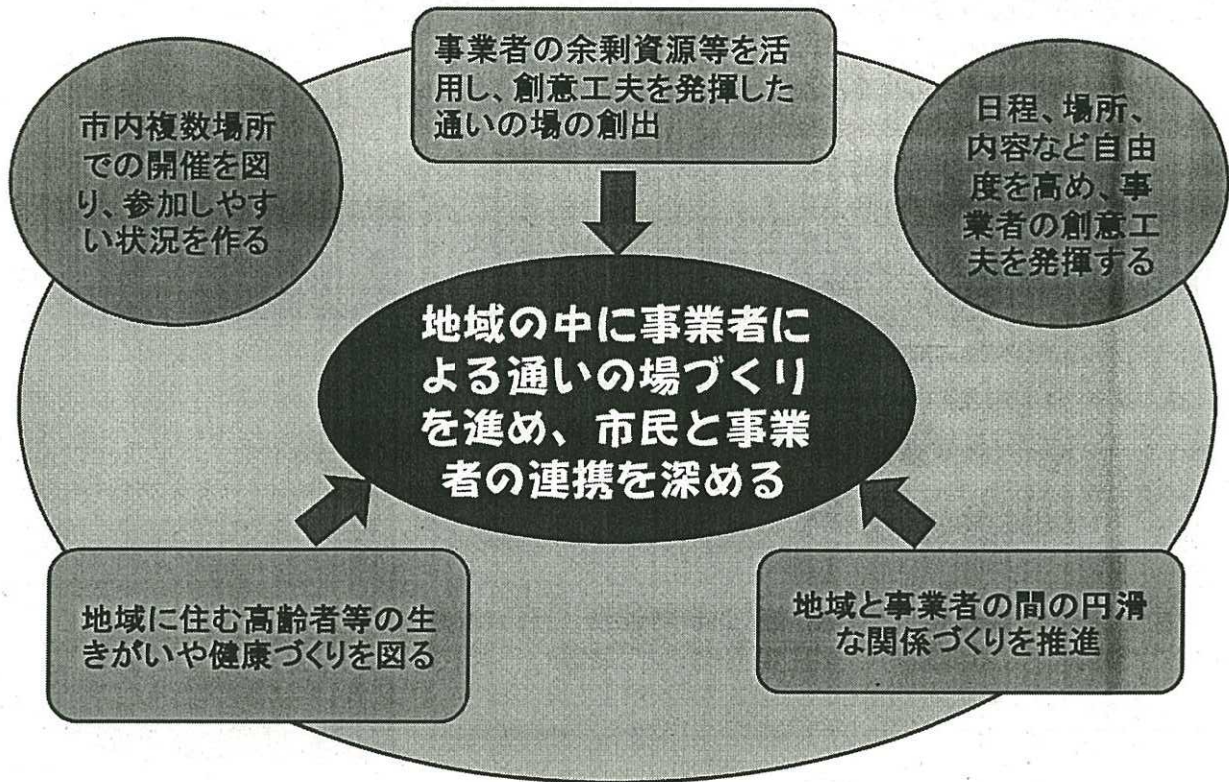 事業者の余剰資源等を活
用し、創意工夫を発揮した
通いの場の創出
市内複数場所
での開催を図
り、参加しやす
い状況を作る
日程、場所、
内容など自由
度を高め、事
業者の創意工
夫を発揮する
地域の中に事業者に
よる通いの場づくり
を進め、市民と事業
者の連携を深める
地域に住む高齢者等の生
きがいや健康づくりを図る
地域と事業者の間の円滑
な関係づくりを推進